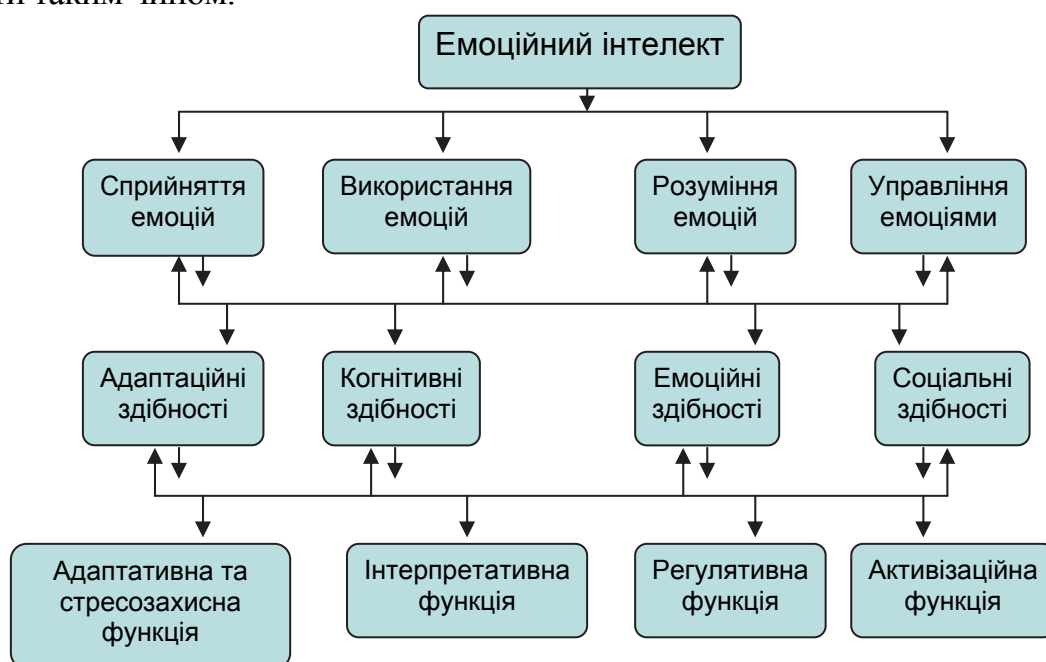 ти таким чином:
Емоційний інтелект
Сприйняття
емоцій
Використання
емоцій
Розуміння
емоцій
Управління
емоціями
Адаптаційні
здібності
Когнітивні
здібності
Емоційні
здібності
Соціальні
здібності
Адаптативна та
стресозахисна
функція
Інтерпретативна
функція
Регулятивна
функція
Активізаційна
функція